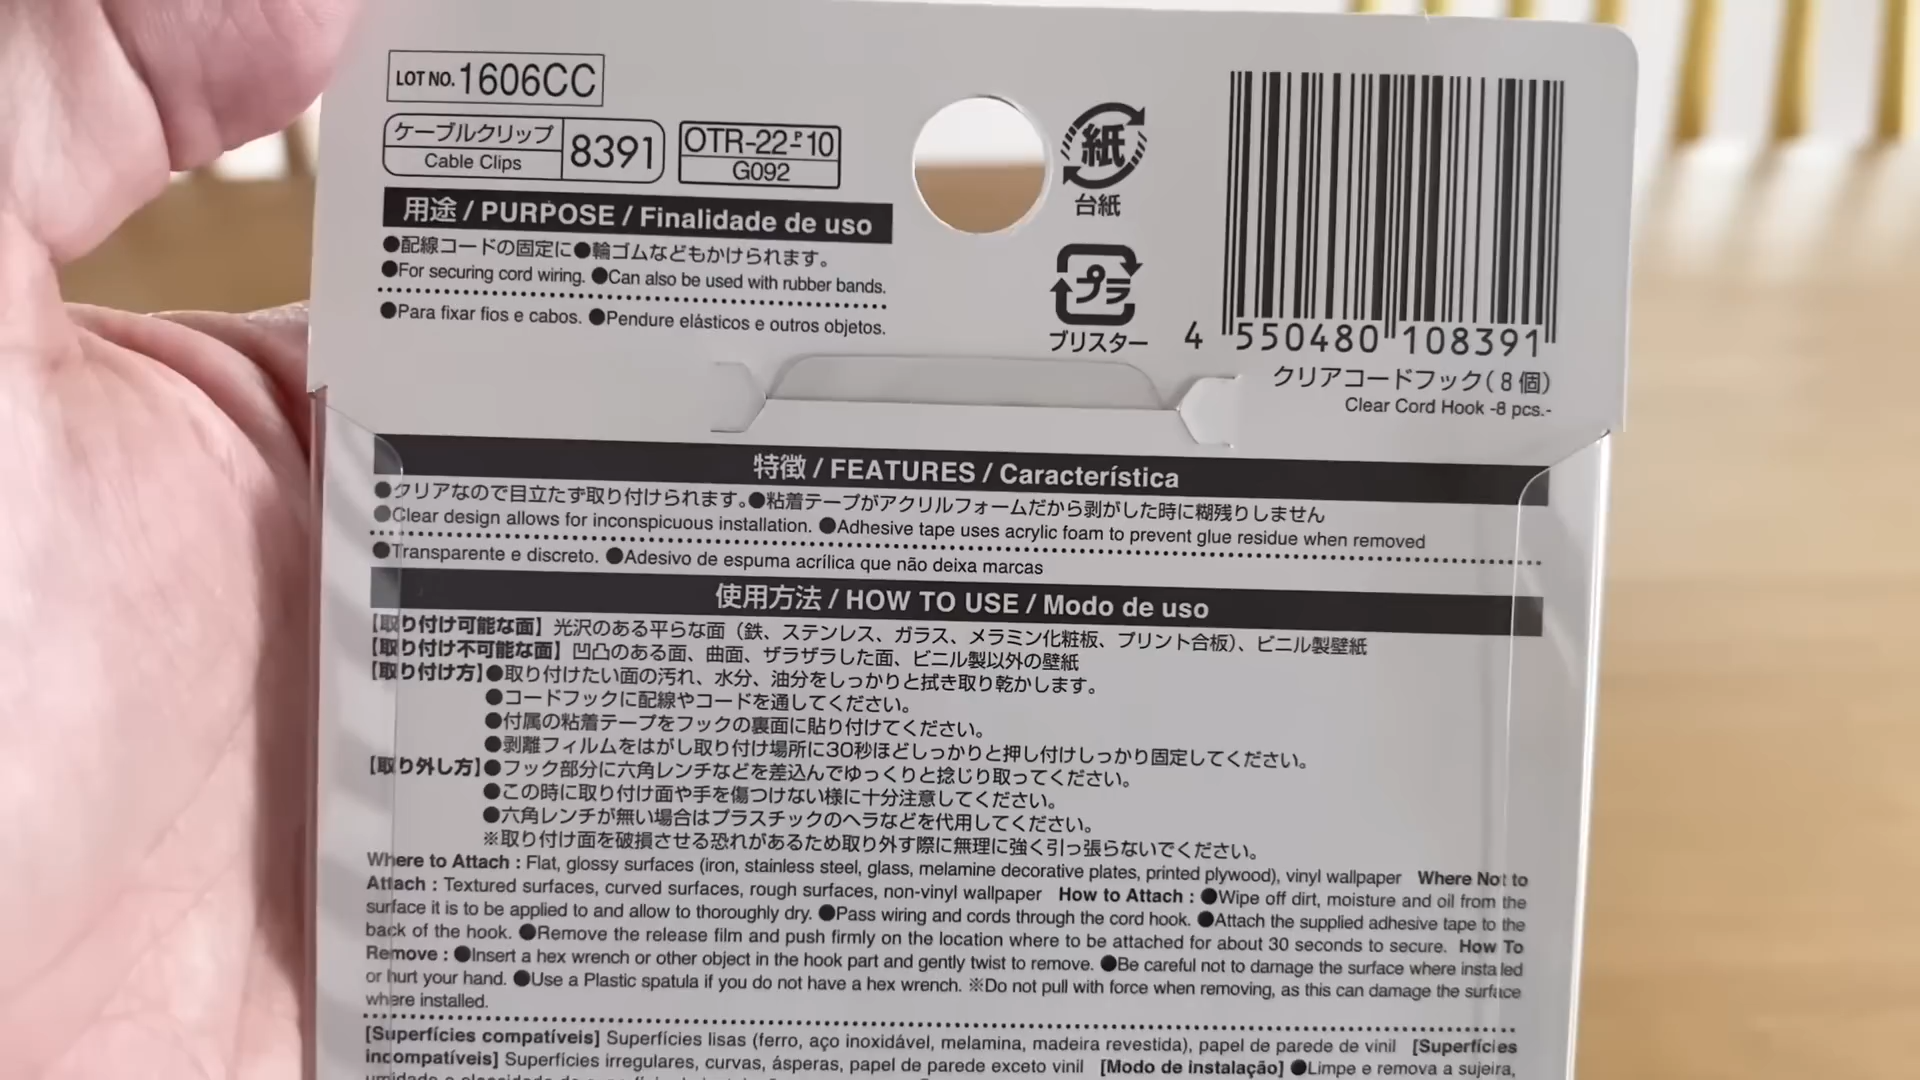 LOT NO. 1606CC
ケーブルクリップ
Cable Clips
8391
OTR-22-P10
G092
用途 / PURPOSE / Finalidade de uso
●配線コードの固定に●輪ゴムなどもかけられます。
●For securing cord wiring. ●Can also be used with rubber bands.
●Para fixar fios e cabos. ●Pendure elásticos e outros objetos.
紙
台紙
プラ
ブリスター
4 550480 108391
クリアコードフック(8個)
Clear Cord Hook -8 pcs.-
特徴 / FEATURES / Característica
●クリアなので目立たず取り付けられます。●粘着テープがアクリルフォームだから剥がした時に糊残りしません
●Clear design allows for inconspicuous installation. ●Adhesive tape uses acrylic foam to prevent glue residue when removed
●Transparente e discreto. ●Adesivo de espuma acrílica que não deixa marcas
使用方法 / HOW TO USE / Modo de uso
【取り付け可能な面】光沢のある平らな面（鉄、ステンレス、ガラス、メラミン化粧板、プリント合板）、ビニル製壁紙
【取り付け不可能な面】凹凸のある面、曲面、ザラザラした面、ビニル製以外の壁紙
【取り付け方】●取り付けたい面の汚れ、水分、油分をしっかりと拭き取り乾かします。
●コードフックに配線やコードを通してください。
●付属の粘着テープをフックの裏面に貼り付けてください。
●剥離フィルムをはがし取り付け場所に30秒ほどしっかりと押し付けしっかり固定してください。
【取り外し方】●フック部分に六角レンチなどを差込んでゆっくりと捻じり取ってください。
●この時に取り付け面や手を傷つけない様に十分注意してください。
●六角レンチが無い場合はプラスチックのヘラなどを代用してください。
※取り付け面を破損させる恐れがあるため取り外す際に無理に強く引っ張らないでください。
Where to Attach : Flat, glossy surfaces (iron, stainless steel, glass, melamine decorative plates, printed plywood), vinyl wallpaper Where Not to
Attach : Textured surfaces, curved surfaces, rough surfaces, non-vinyl wallpaper How to Attach : ●Wipe off dirt, moisture and oil from the
surface it is to be applied to and allow to thoroughly dry. ●Pass wiring and cords through the cord hook. ●Attach the supplied adhesive tape to the
back of the hook. ●Remove the release film and push firmly on the location where to be attached for about 30 seconds to secure. How To
Remove : ●Insert a hex wrench or other object in the hook part and gently twist to remove. ●Be careful not to damage the surface where installed
or hurt your hand. ●Use a Plastic spatula if you do not have a hex wrench. ※Do not pull with force when removing, as this can damage the surface
where installed.
[Superfícies compatíveis] Superfícies lisas (ferro, aço inoxidável, melamina, madeira revestida), papel de parede de vinil [Superfícies
incompatíveis] Superfícies irregulares, curvas, ásperas, papel de parede exceto vinil [Modo de instalação] ●Limpe e remova a sujeira,